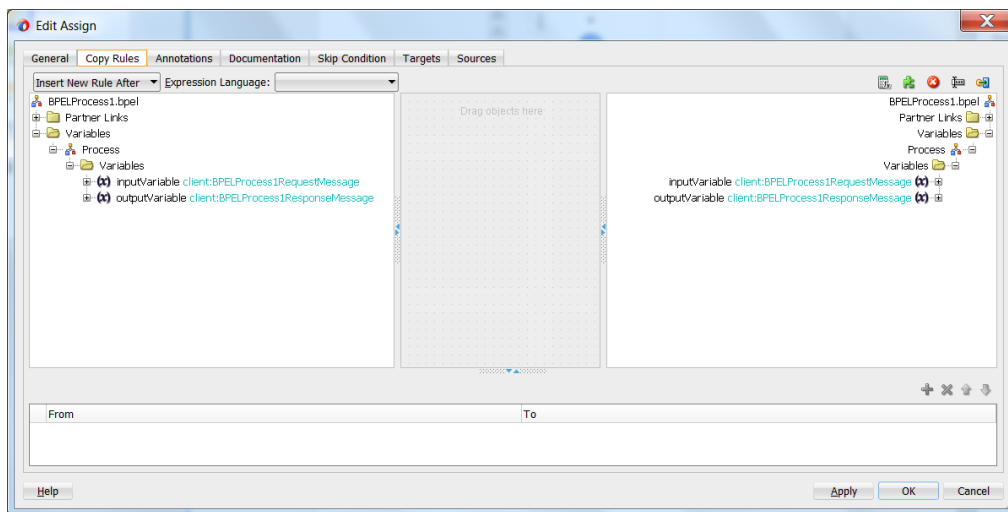 Edit Assign
General Copy Rules Annotations Documentation Skip Condition Targets Sources
Insert New Rule After Expression Language:
BPELProcess1.bpel
Partner Links
Variables
Process
Variables
(x) inputVariable client:BPELProcess1RequestMessage
(x) outputVariable client:BPELProcess1ResponseMessage
Drag objects here
BPELProcess1.bpel
Partner Links
Variables
Process
Variables
inputVariable client:BPELProcess1RequestMessage (x)
outputVariable client:BPELProcess1ResponseMessage (x)
From To
Help Apply OK Cancel